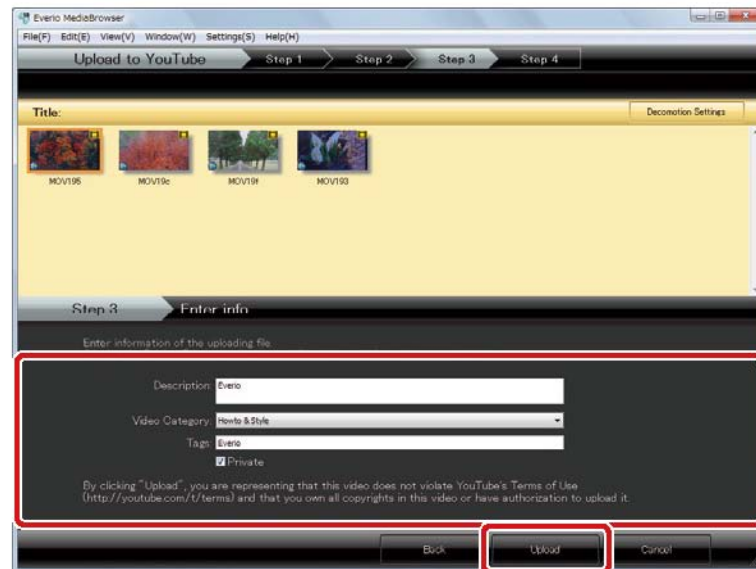 Everio MediaBrowser
File(F) Edit(E) View(V) Window(W) Settings(S) Help(H)
Upload to YouTube Step 1 Step 2 Step 3 Step 4
Title: Decomotion Settings
MOV195 MOV19c MOV19f MOV193
Step 3 Enter info
Enter information of the uploading file.
Description: Everio
Video Category: Howto & Style
Tags: Everio
Private
By clicking "Upload", you are representing that this video does not violate YouTube's Terms of Use
(http://youtube.com/t/terms) and that you own all copyrights in this video or have authorization to upload it.
Back Upload Cancel